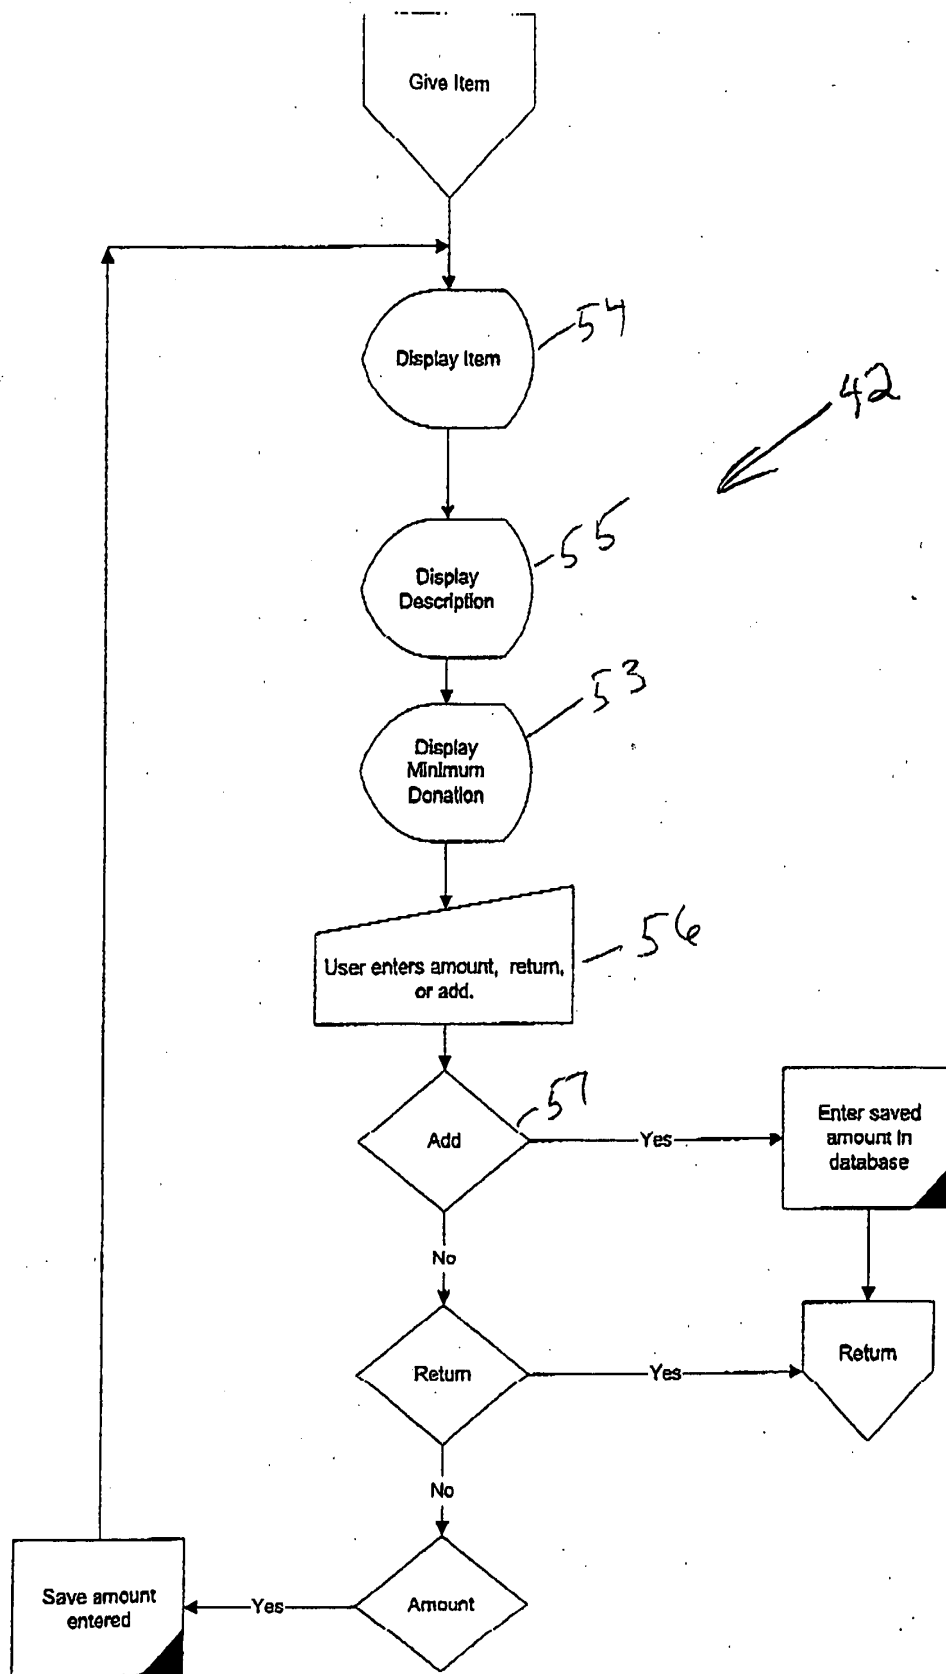 Give Item
Display Item
54
42
Display
Description
55
Display
Minimum
Donation
53
User enters amount, return,
or add.
56
Add
57
Yes
Enter saved
amount in
database
No
Return
Yes
Return
No
Amount
Yes
Save amount
entered